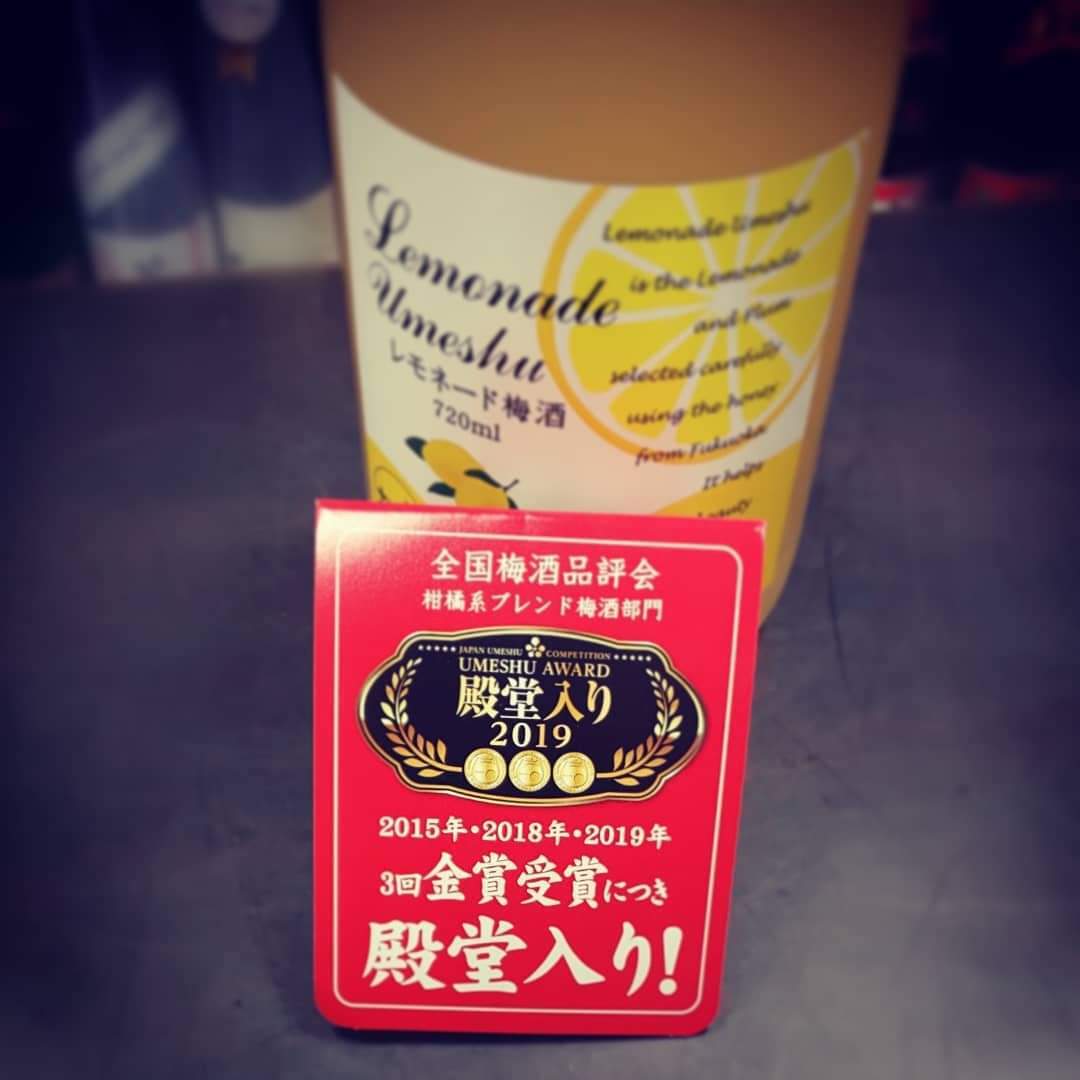 Lemonade
Umeshu
レモネード梅酒
720ml
Lemonade Umeshu
is the Lemonade
and Plum
selected carefully
using the honey
from Fukuoka
It helps
beauty
全国梅酒品評会
柑橘系ブレンド梅酒部門
JAPAN UMESHU COMPETITION
UMESHU AWARD
殿堂入り
2019
2015年・2018年・2019年
3回金賞受賞につき
殿堂入り!